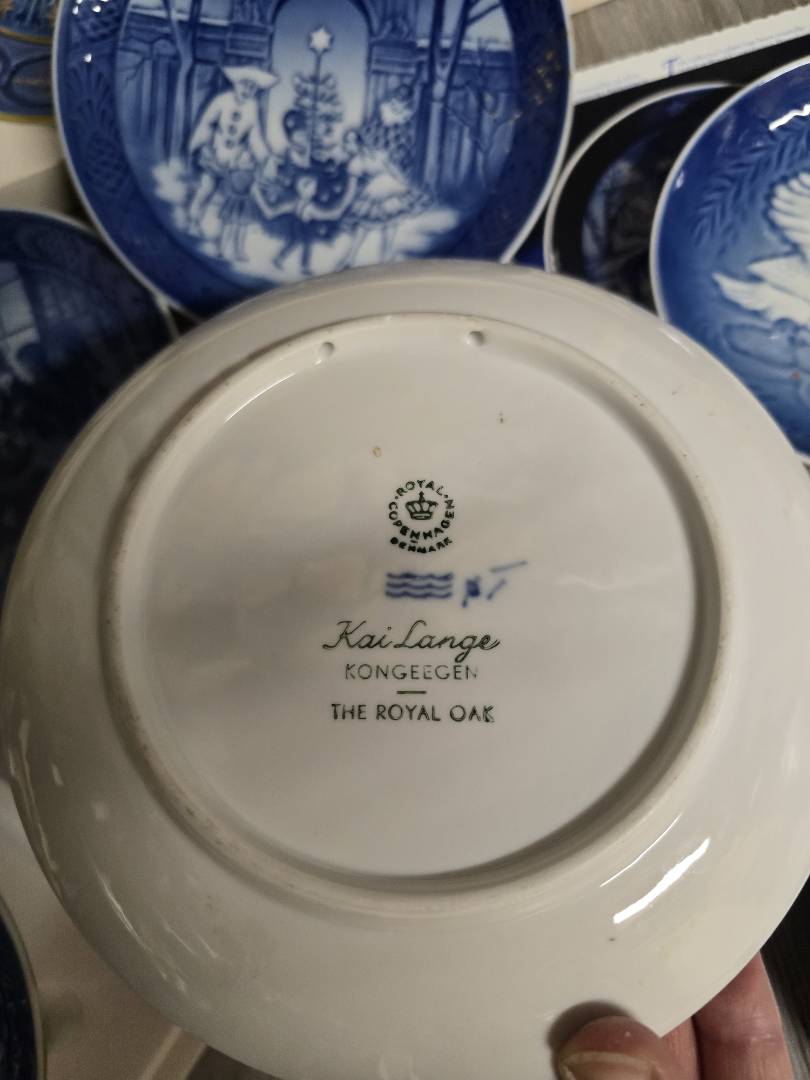 ROYAL
COPENHAGEN
DENMARK
Kai Lange
KONGEEGEN
THE ROYAL OAK